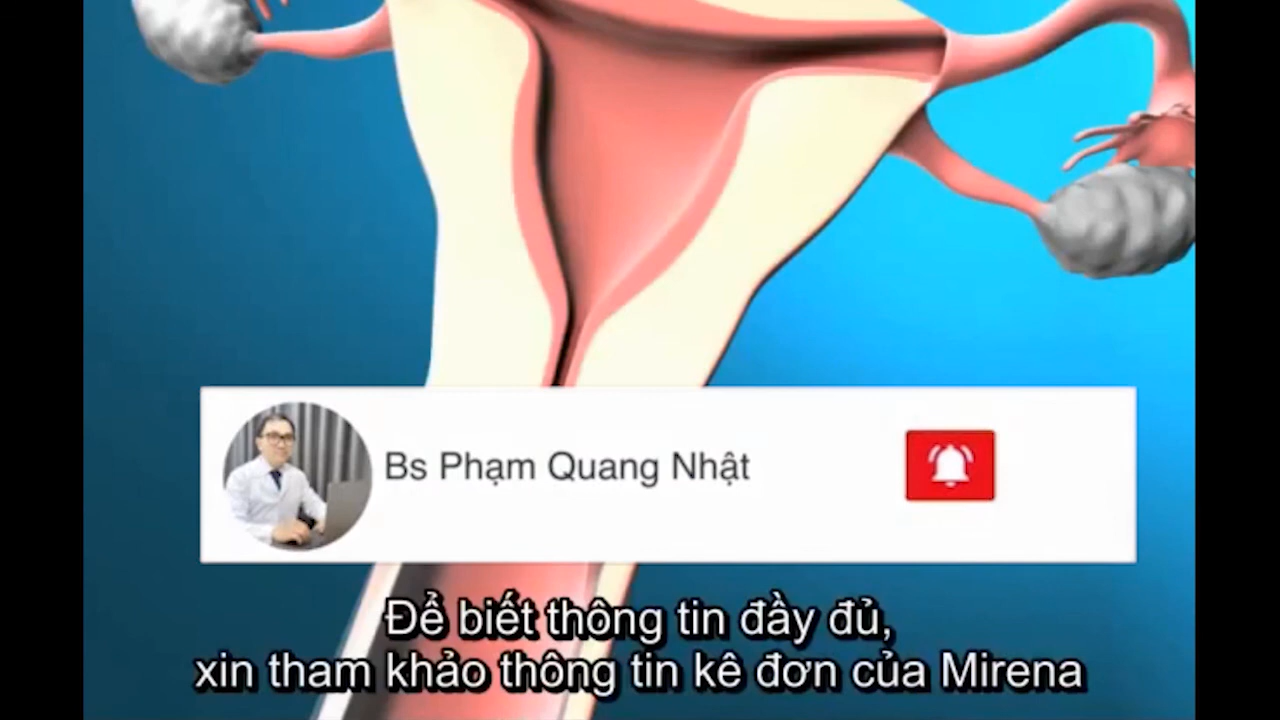 Bs Phạm Quang Nhật
Để biết thông tin đầy đủ,
xin tham khảo thông tin kê đơn của Mirena